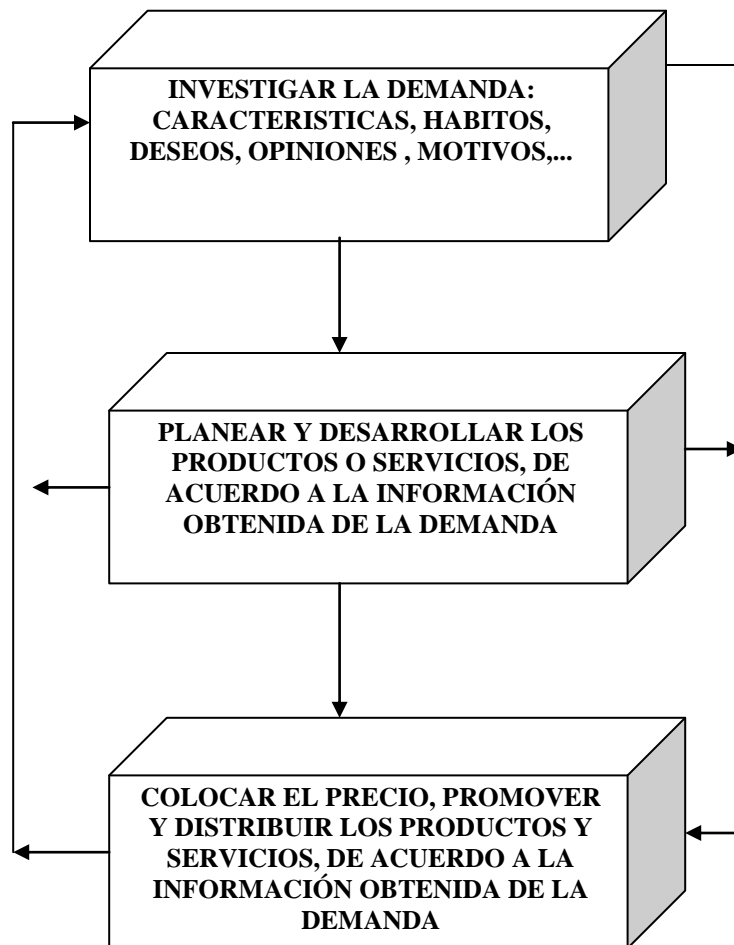 INVESTIGAR LA DEMANDA:
CARACTERISTICAS, HABITOS,
DESEOS, OPINIONES , MOTIVOS,...
PLANEAR Y DESARROLLAR LOS
PRODUCTOS O SERVICIOS, DE
ACUERDO A LA INFORMACIÓN
OBTENIDA DE LA DEMANDA
COLOCAR EL PRECIO, PROMOVER
Y DISTRIBUIR LOS PRODUCTOS Y
SERVICIOS, DE ACUERDO A LA
INFORMACIÓN OBTENIDA DE LA
DEMANDA